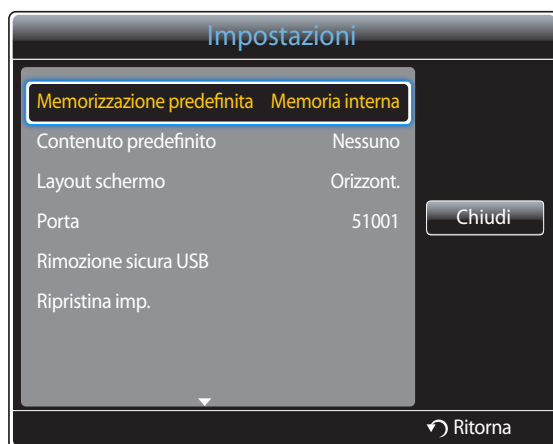 Impostazioni
Memorizzazione predefinita Memoria interna
Contenuto predefinito Nessuno
Layout schermo Orizzont.
Porta 51001
Rimozione sicura USB
Ripristina imp.
Chiudi
Ritorna